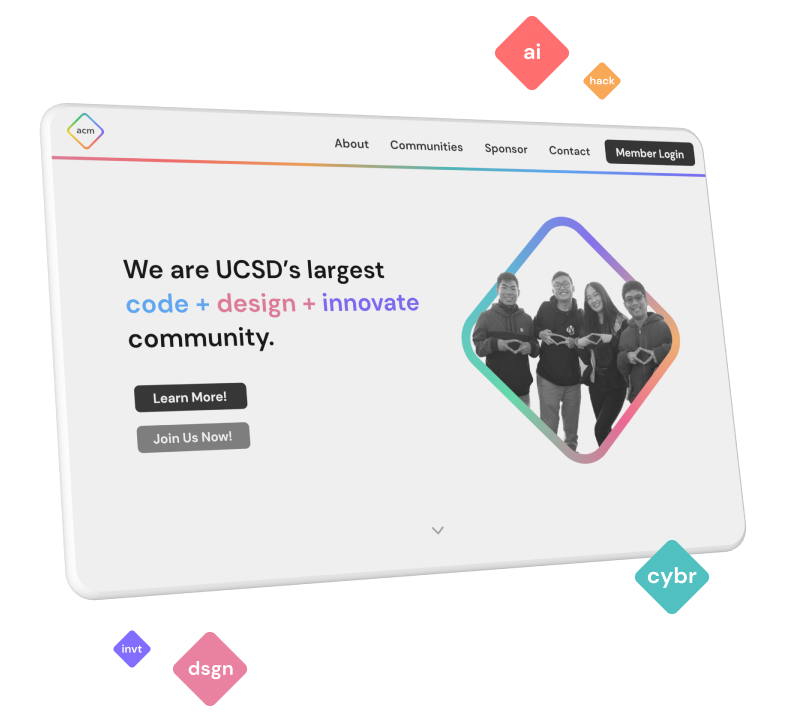 ai
hack
acm
About
Communities
Sponsor
Contact
Member Login
We are UCSD's largest
code + design + innovate
community.
Learn More!
Join Us Now!
cybr
invt
dsgn